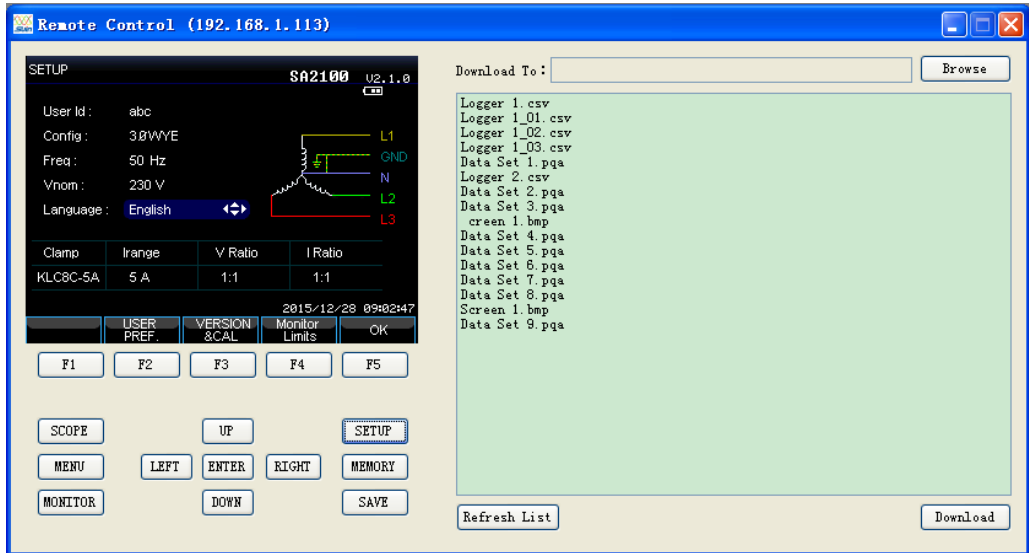 Remote Control (192.168.1.113)
SETUP
SA2100 V2.1.0
User Id : abc
Config : 3ØWYE
Freq : 50 Hz
Vnom : 230 V
Language : English
L1
GND
N
L2
L3
Clamp Irange V Ratio I Ratio
KLC8C-5A 5 A 1:1 1:1
2015/12/28 09:02:47
USER PREF.
VERSION &CAL
Monitor Limits
OK
F1 F2 F3 F4 F5
SCOPE UP SETUP
MENU LEFT ENTER RIGHT MEMORY
MONITOR DOWN SAVE
Download To: Browse
Logger 1.csv
Logger 1_01.csv
Logger 1_02.csv
Logger 1_03.csv
Data Set 1.pqa
Logger 2.csv
Data Set 2.pqa
Data Set 3.pqa
creen 1.bmp
Data Set 4.pqa
Data Set 5.pqa
Data Set 6.pqa
Data Set 7.pqa
Data Set 8.pqa
Screen 1.bmp
Data Set 9.pqa
Refresh List Download